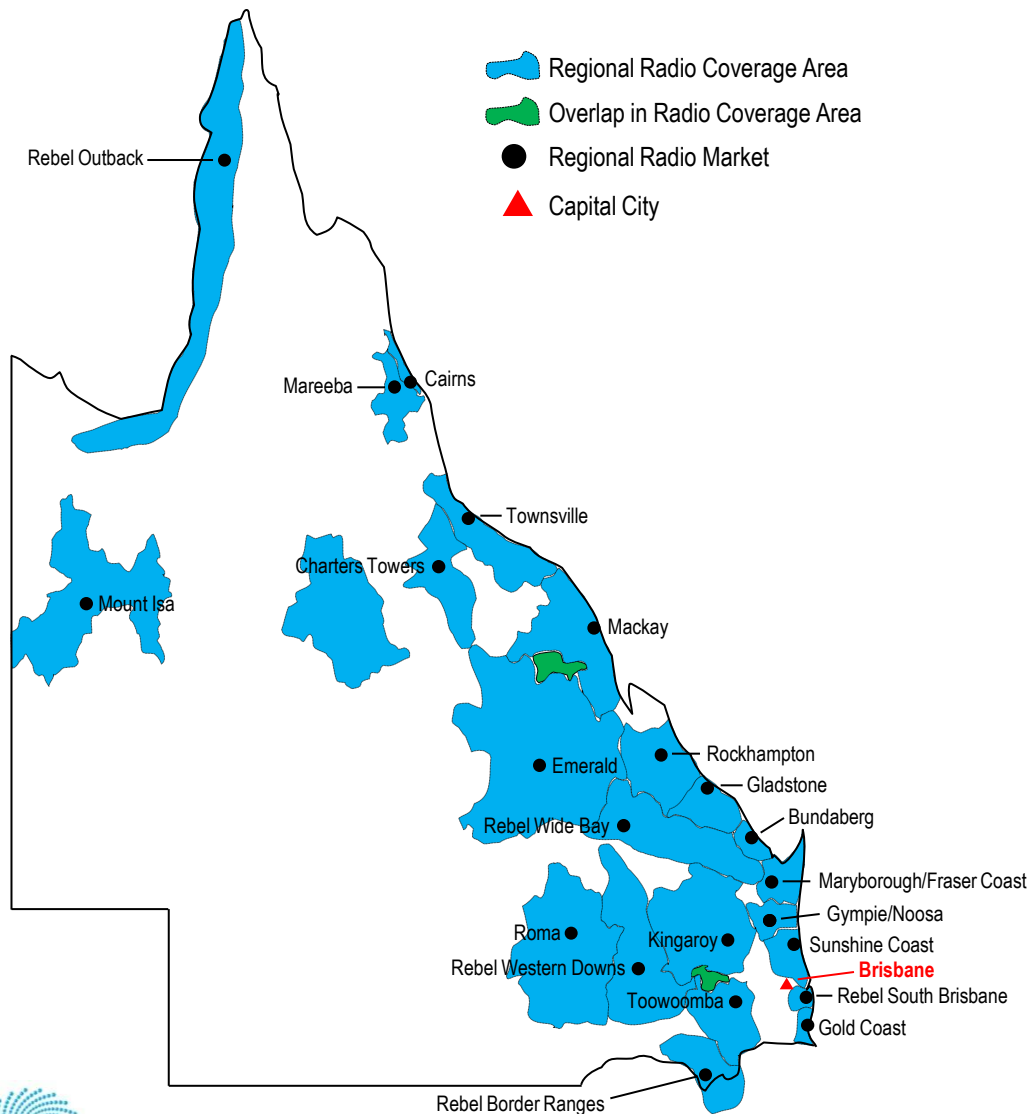 Regional Radio Coverage Area
Overlap in Radio Coverage Area
Regional Radio Market
Capital City
Rebel Outback
Mareeba
Cairns
Townsville
Charters Towers
Mount Isa
Mackay
Rockhampton
Emerald
Gladstone
Rebel Wide Bay
Bundaberg
Maryborough/Fraser Coast
Gympie/Noosa
Roma
Kingaroy
Sunshine Coast
Rebel Western Downs
Brisbane
Toowoomba
Rebel South Brisbane
Gold Coast
Rebel Border Ranges